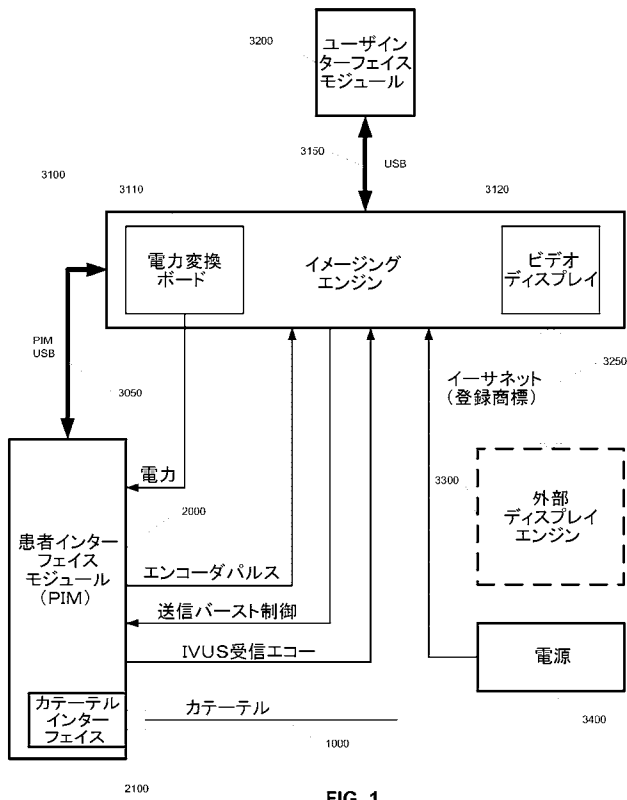 3200
ユーザイン
ターフェイス
モジュール
3150
USB
3100
3110
3120
電力変換
ボード
イメージング
エンジン
ビデオ
ディスプレイ
PIM
USB
3050
イーサネット
(登録商標)
3250
電力
2000
3300
外部
ディスプレイ
エンジン
患者インター
フェイス
モジュール
(PIM)
エンコーダパルス
送信バースト制御
IVUS受信エコー
電源
3400
カテーテル
インター
フェイス
カテーテル
1000
2100
FIG. 1